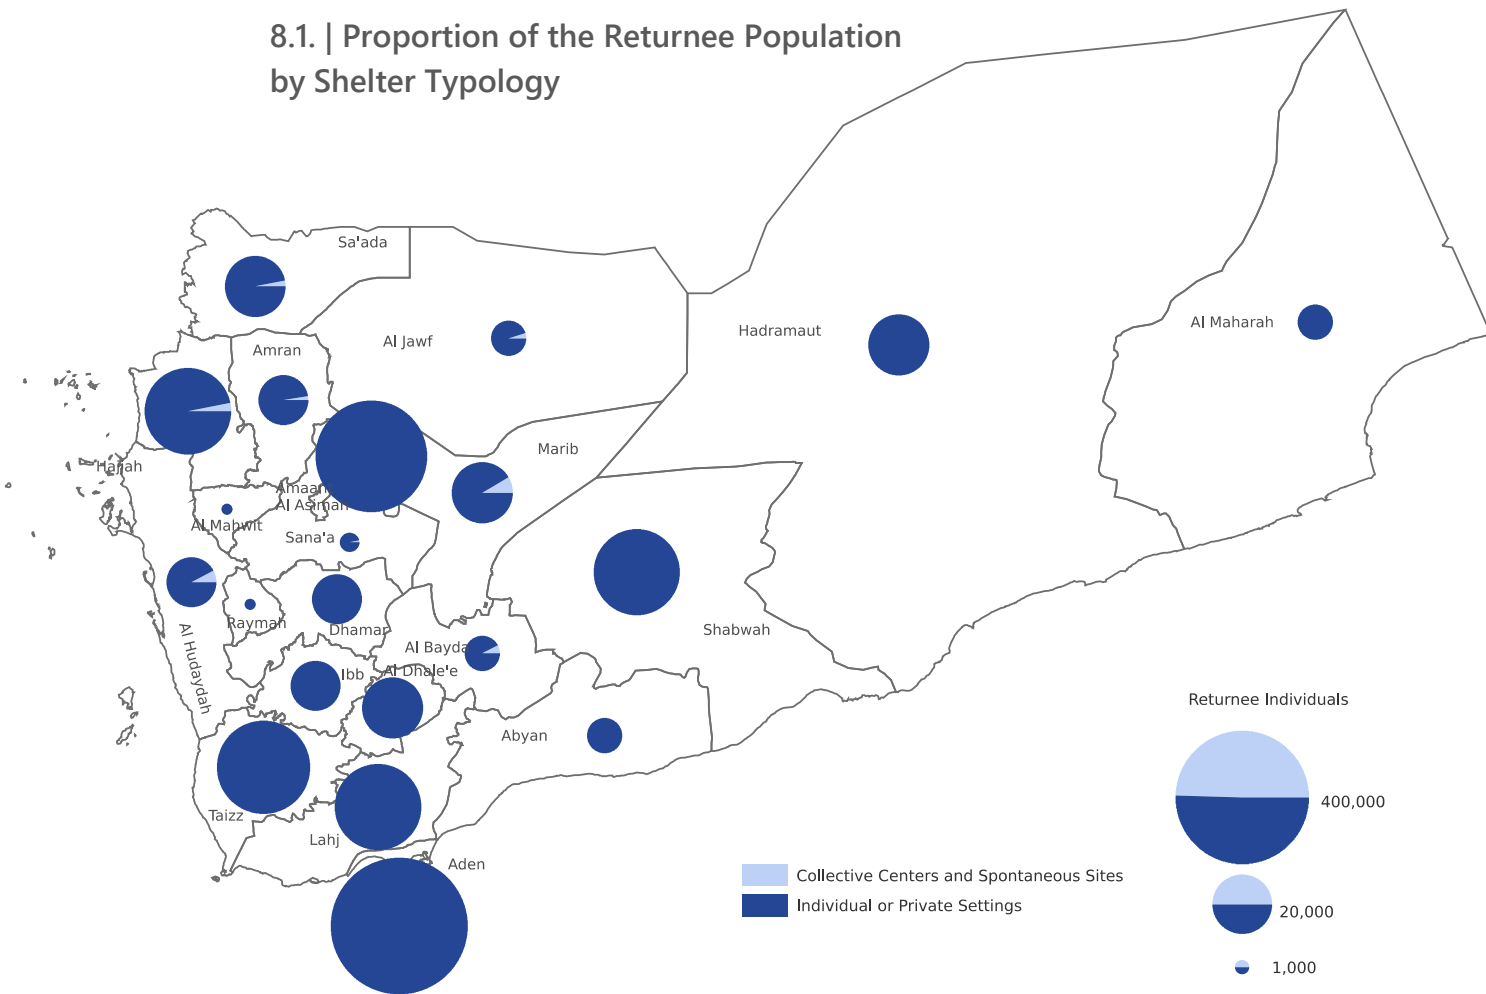 8.1. | Proportion of the Returnee Population
by Shelter Typology
Sa'ada
Al Jawf
Hadramaut
Al Maharah
Amran
Marib
Hajjah
Amaant
Al Asimah
Al Mahwit
Sana'a
Raymah
Dhamar
Shabwah
Al Bayda
Al Hudaydah
Ibb
Al Dhale'e
Abyan
Taizz
Lahj
Aden
Returnee Individuals
400,000
20,000
1,000
Collective Centers and Spontaneous Sites
Individual or Private Settings